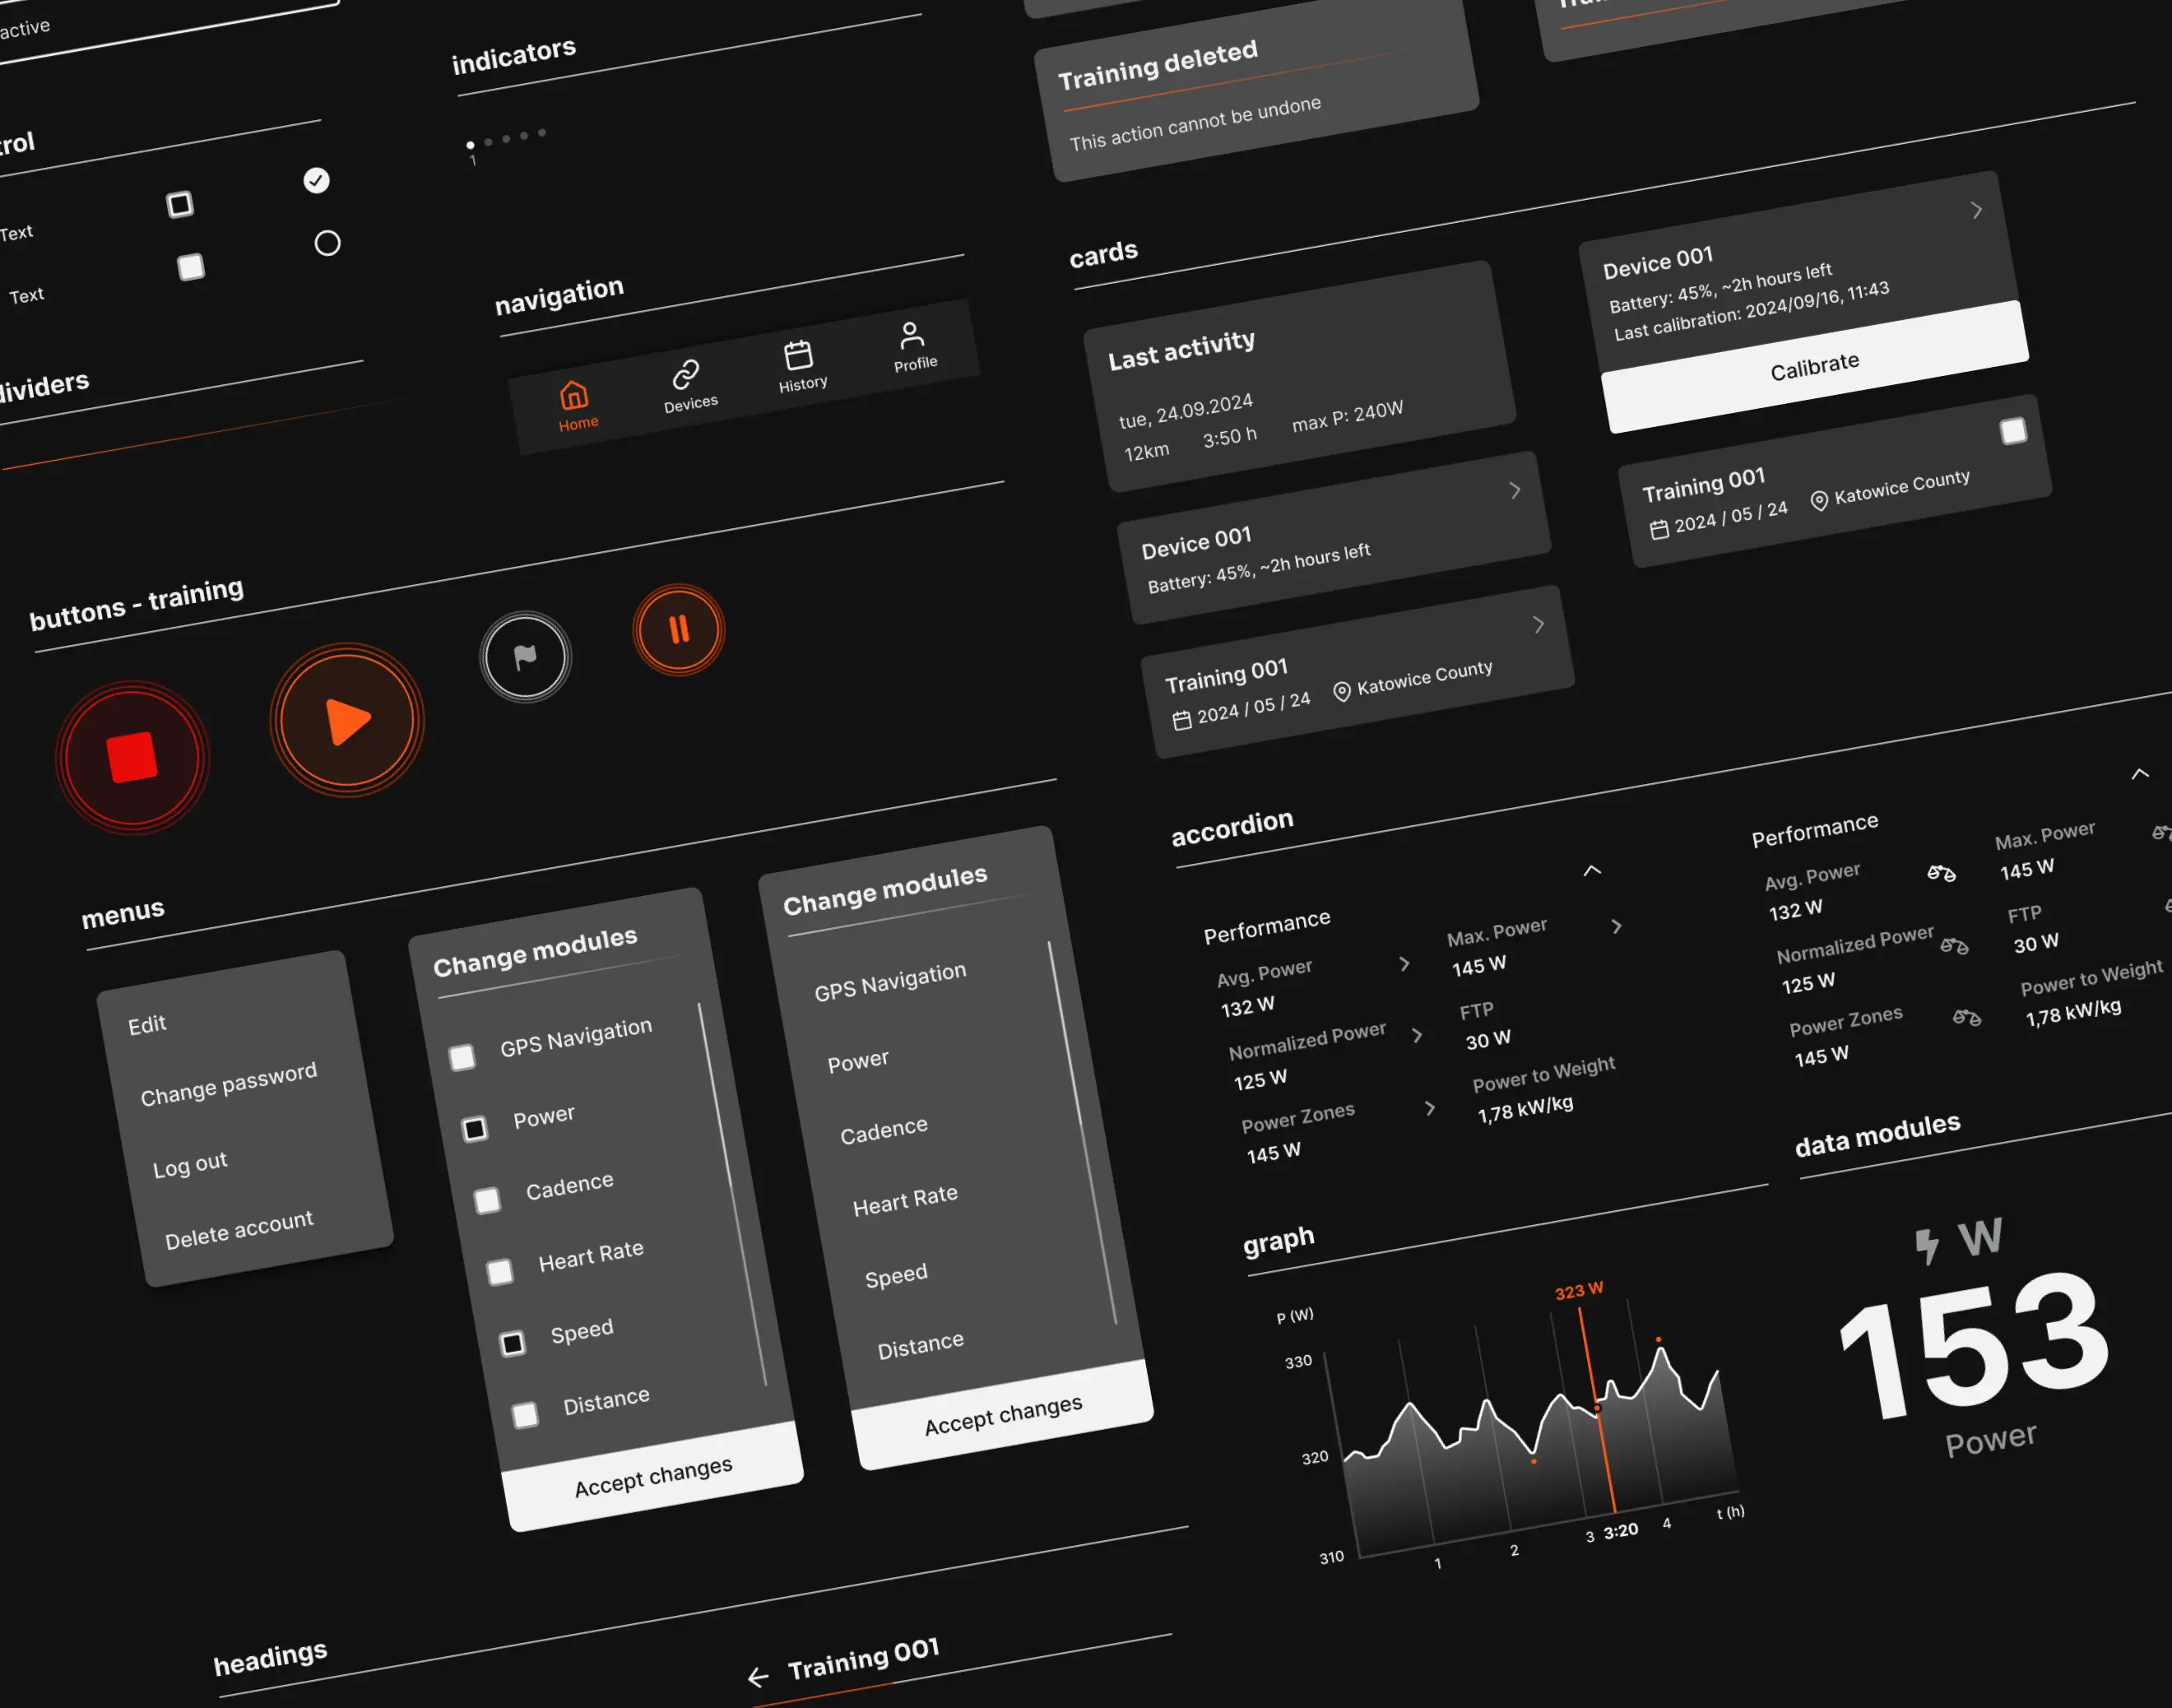 active
indicators
1
Text
Text
navigation
Home
Devices
History
Profile
dividers
buttons - training
menus
Edit
Change password
Log out
Delete account
Change modules
GPS Navigation
Power
Cadence
Heart Rate
Speed
Distance
Accept changes
Change modules
GPS Navigation
Power
Cadence
Heart Rate
Speed
Distance
Accept changes
headings
Training 001
Training deleted
This action cannot be undone
cards
Last activity
tue, 24.09.2024
12km 3:50 h max P: 240W
Device 001
Battery: 45%, ~2h hours left
Training 001
2024 / 05 / 24 Katowice County
Device 001
Battery: 45%, ~2h hours left
Last calibration: 2024/09/16, 11:43
Calibrate
Training 001
2024 / 05 / 24 Katowice County
accordion
Performance
Avg. Power
132 W
Max. Power
145 W
Normalized Power
125 W
FTP
30 W
Power Zones
145 W
Power to Weight
1,78 kW/kg
Performance
Avg. Power
132 W
Max. Power
145 W
Normalized Power
125 W
FTP
30 W
Power Zones
145 W
Power to Weight
1,78 kW/kg
graph
P (W)
323 W
330
320
310
1 2 3 3:20 4 t (h)
data modules
W
153
Power